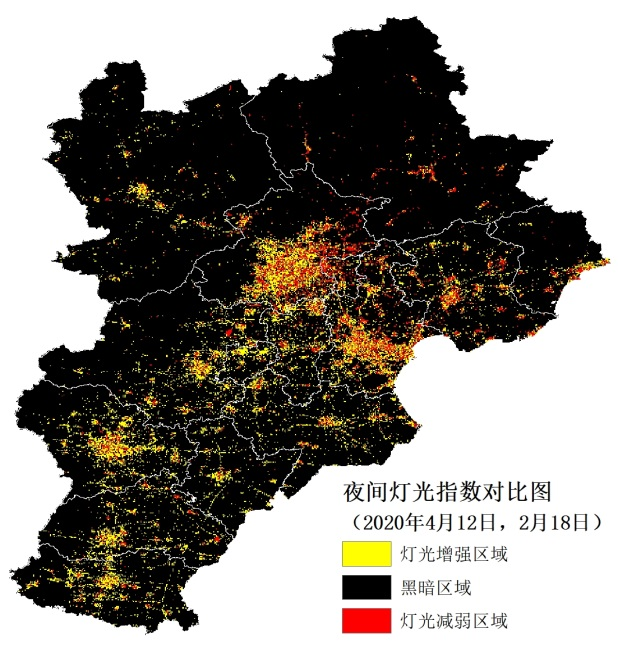 夜间灯光指数对比图
（2020年4月12日，2月18日）
灯光增强区域
黑暗区域
灯光减弱区域